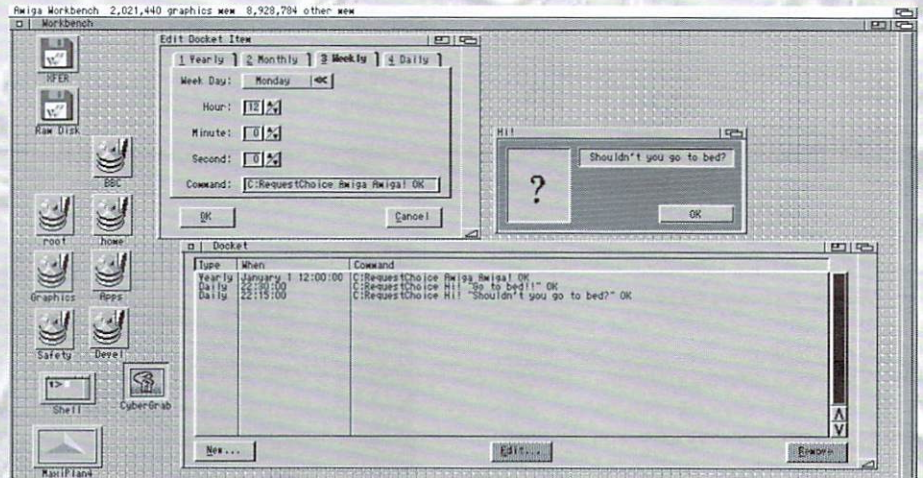 Amiga Workbench 2,021,440 graphics mem 8,928,784 other mem
Workbench
XFER
Raw Disk
BBC
root
home
Graphics
Apps
Safety
Devel
1>
Shell
CyberGrab
MaxiPlan4
Edit Docket Item
1 Yearly 2 Monthly 3 Weekly 4 Daily
Week Day: Monday
Hour: 12
Minute: 0
Second: 0
Command: C:RequestChoice Amiga Amiga! OK
OK Cancel
Hi!
?
Shouldn't you go to bed?
OK
Docket
Type When Command
Yearly January 1 12:00:00 C:RequestChoice Amiga Amiga! OK
Daily 22:30:00 C:RequestChoice Hi! "Go to bed!!" OK
Daily 22:15:00 C:RequestChoice Hi! "Shouldn't you go to bed?" OK
New... Edit... Remove